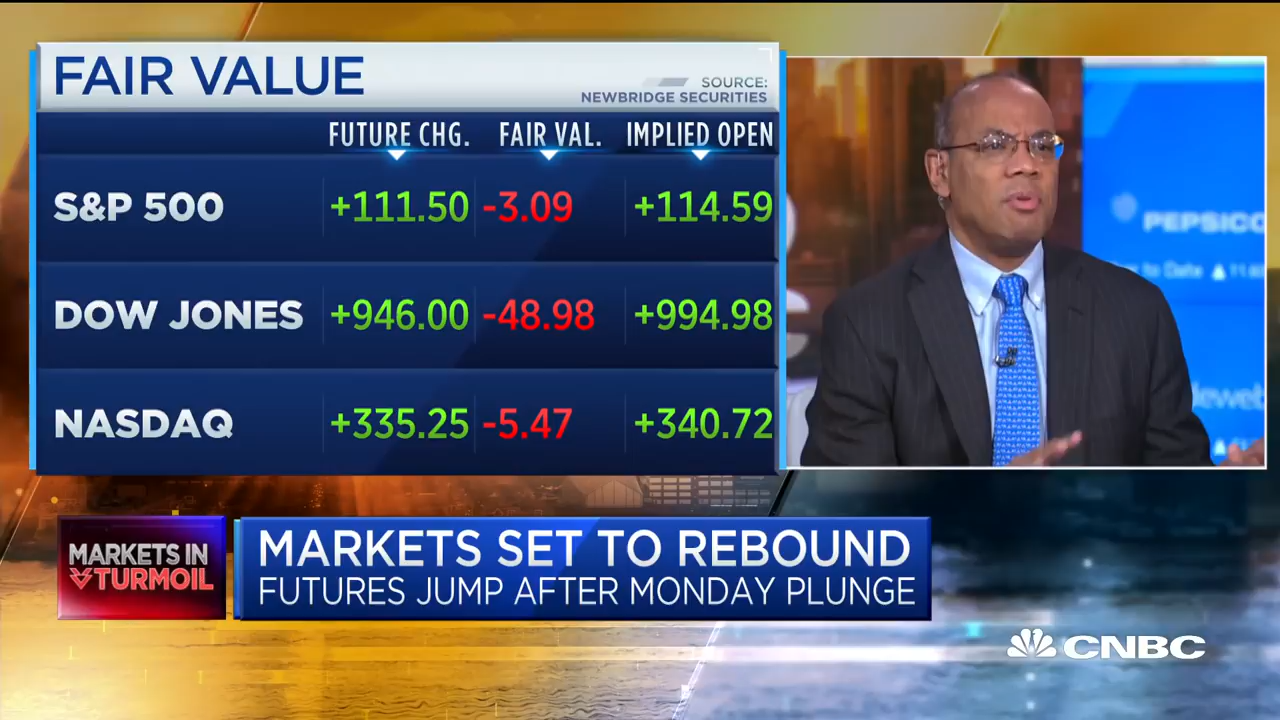 FAIR VALUE
SOURCE:
NEWBRIDGE SECURITIES
FUTURE CHG. FAIR VAL. IMPLIED OPEN
S&P 500 +111.50 -3.09 +114.59
DOW JONES +946.00 -48.98 +994.98
NASDAQ +335.25 -5.47 +340.72
PEPSICO
to Date
MARKETS IN
TURMOIL
MARKETS SET TO REBOUND
FUTURES JUMP AFTER MONDAY PLUNGE
CNBC